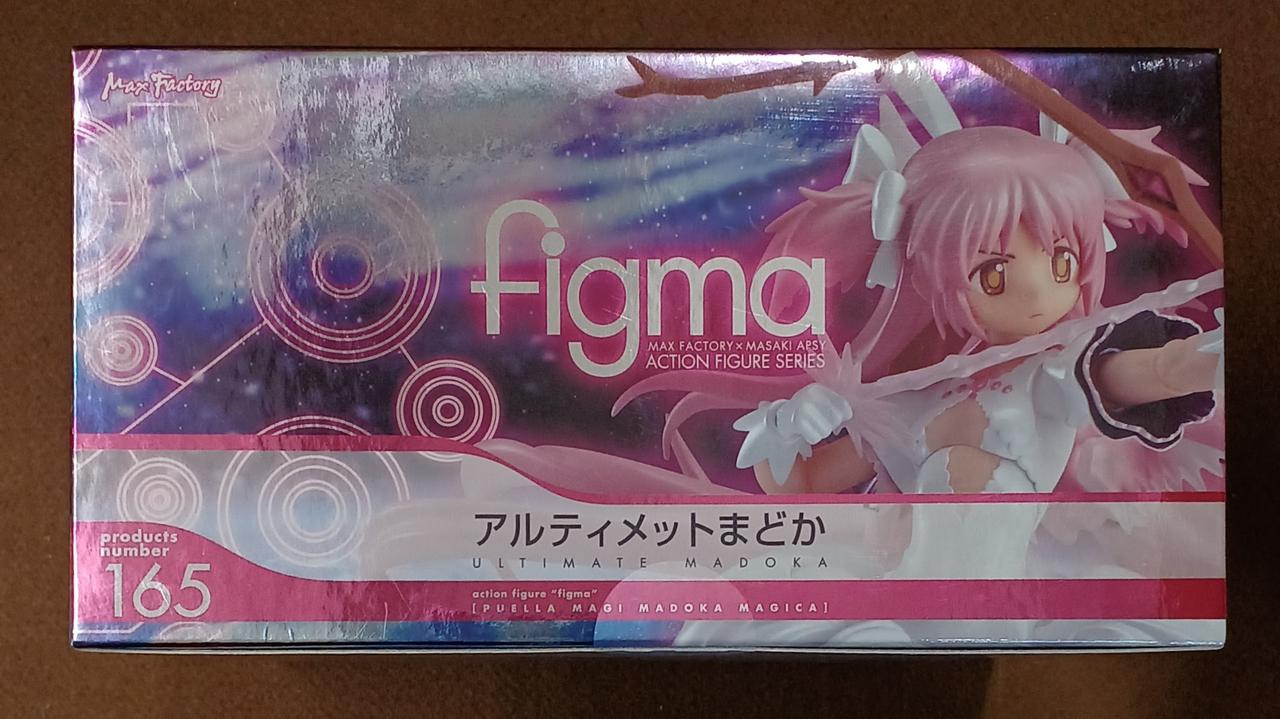 Max Factory
figma
MAX FACTORY × MASAKI APSY
ACTION FIGURE SERIES
アルティメットまどか
ULTIMATE MADOKA
products
number
165
action figure "figma"
[PUELLA MAGI MADOKA MAGICA]